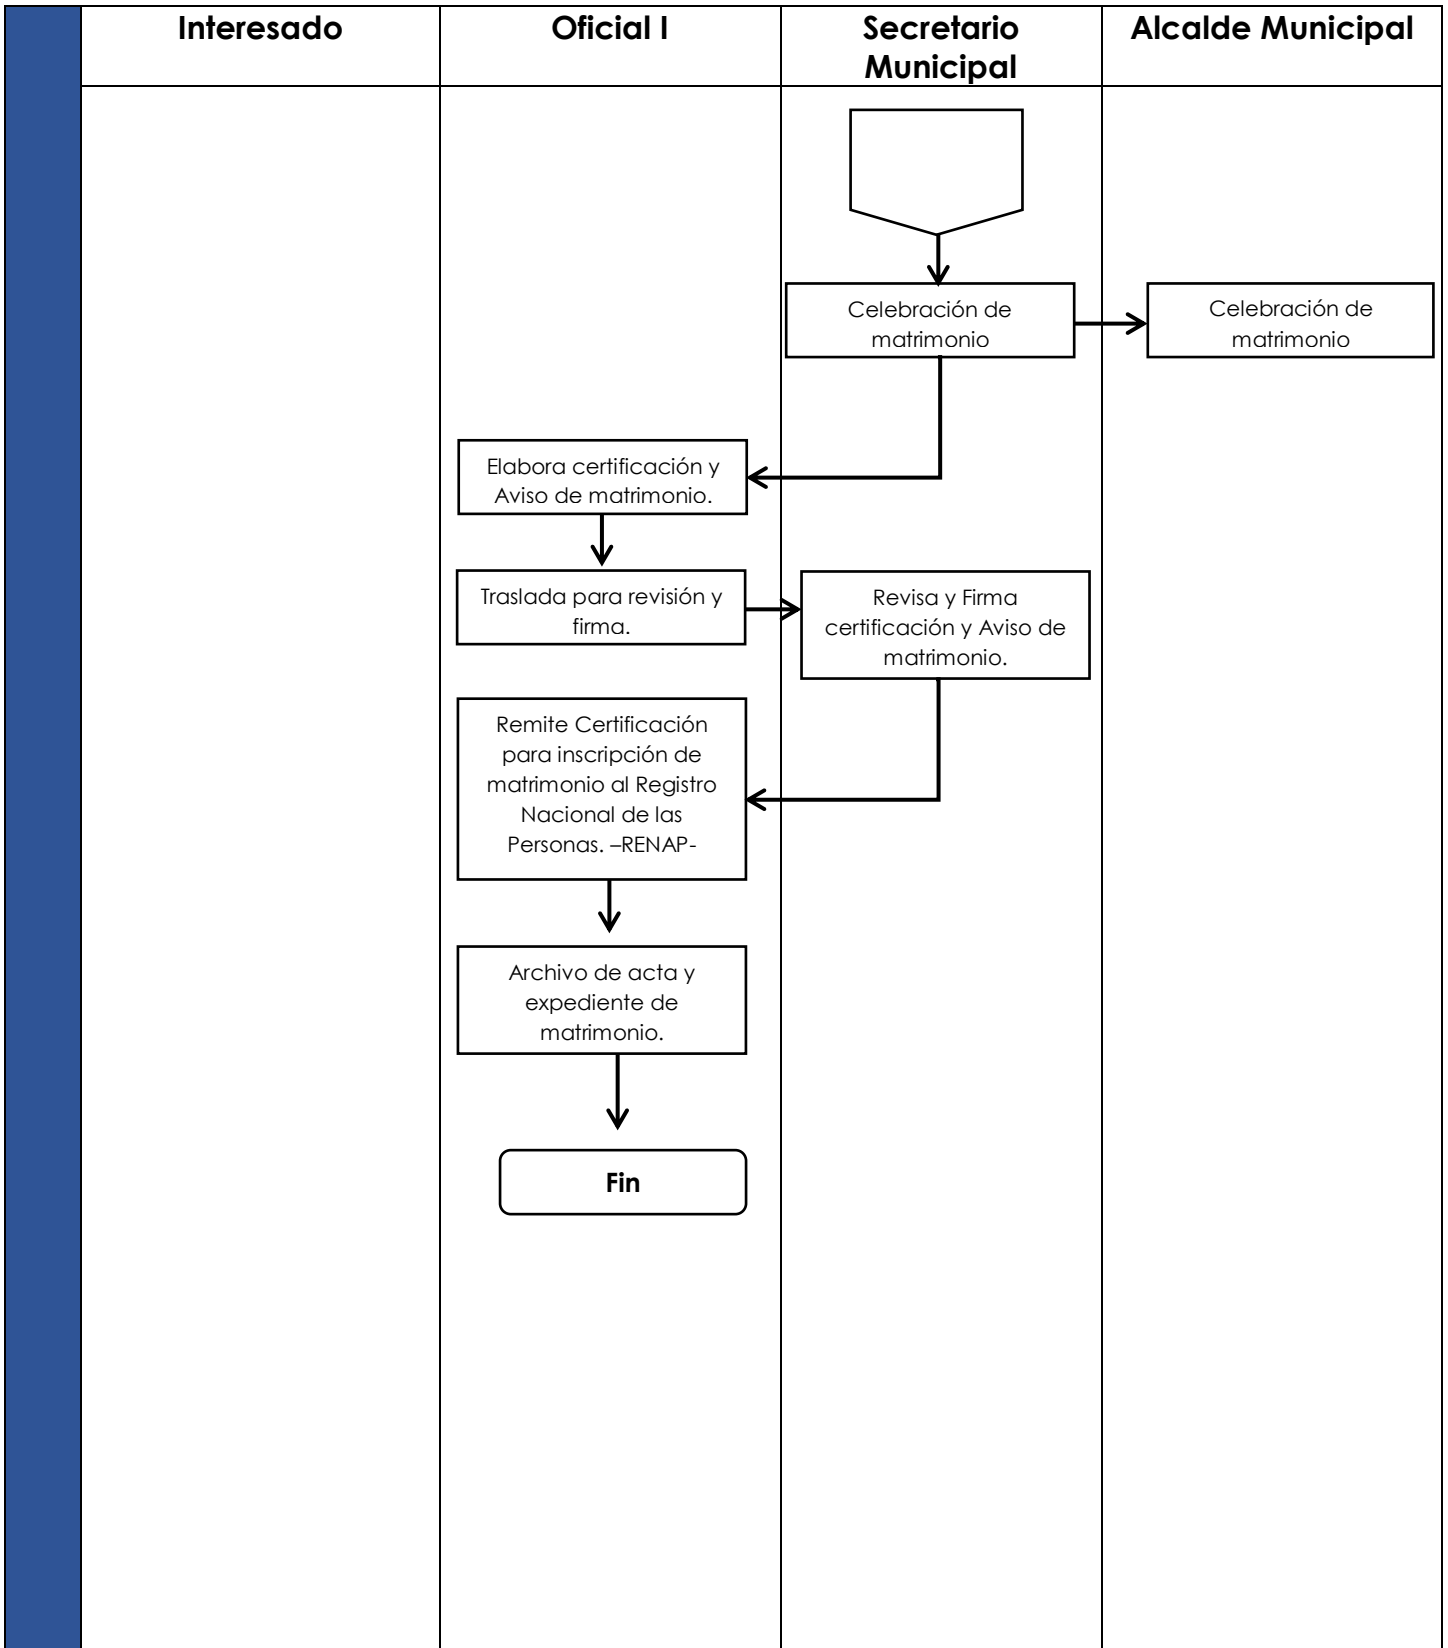 Interesado
Oficial I
Secretario
Municipal
Alcalde Municipal
Celebración de
matrimonio
Celebración de
matrimonio
Elabora certificación y
Aviso de matrimonio.
Traslada para revisión y
firma.
Revisa y Firma
certificación y Aviso de
matrimonio.
Remite Certificación
para inscripción de
matrimonio al Registro
Nacional de las
Personas. –RENAP-
Archivo de acta y
expediente de
matrimonio.
Fin